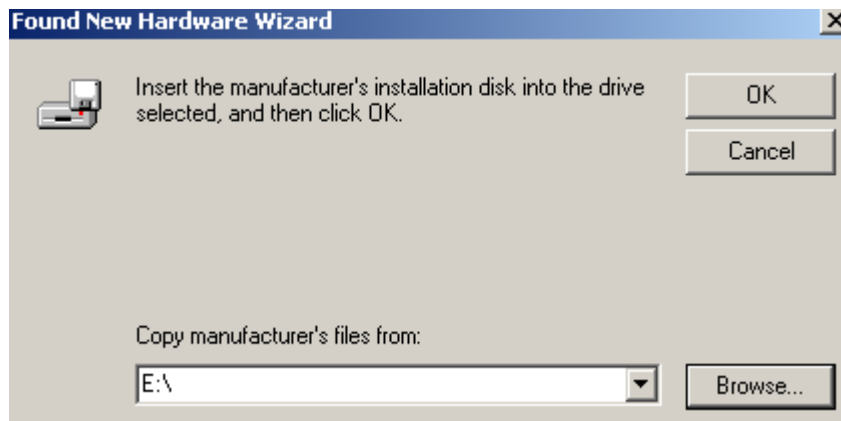 Found New Hardware Wizard
Insert the manufacturer's installation disk into the drive
selected, and then click OK.
OK
Cancel
Copy manufacturer's files from:
E:\
Browse...